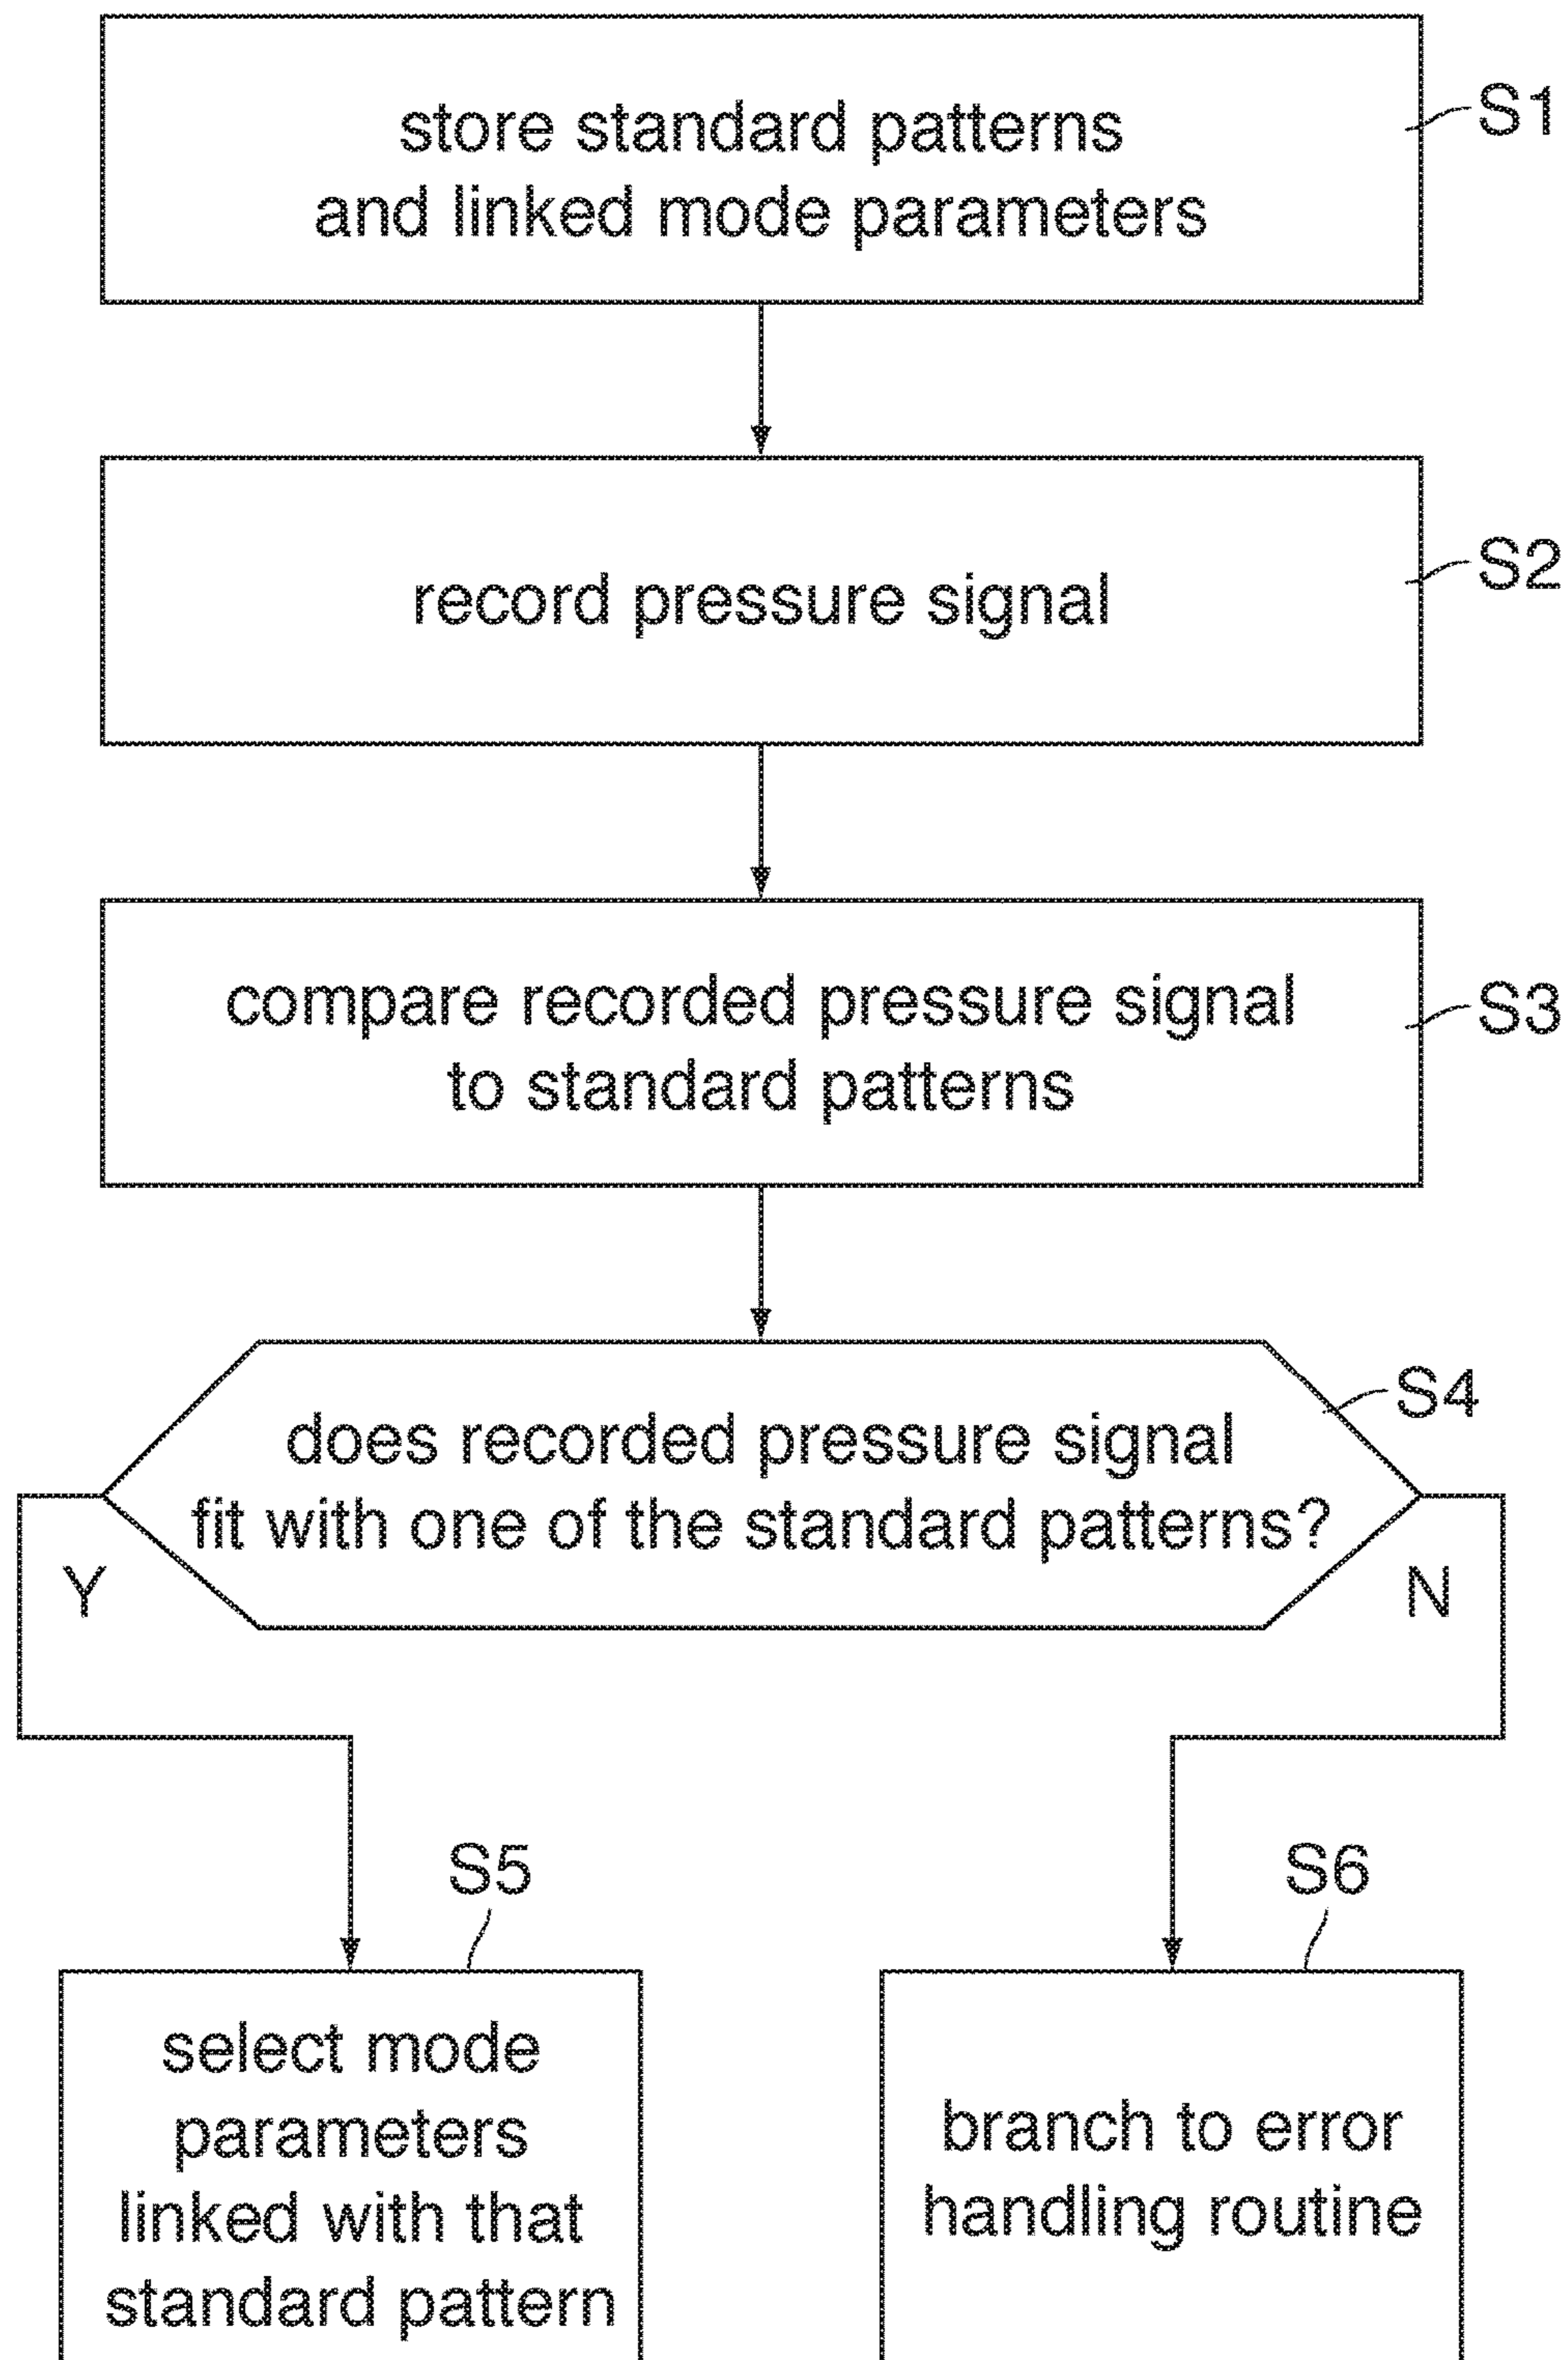 store standard patterns
and linked mode parameters
S1
record pressure signal
S2
compare recorded pressure signal
to standard patterns
S3
does recorded pressure signal
fit with one of the standard patterns?
S4
Y
N
S5
select mode
parameters
linked with that
standard pattern
S6
branch to error
handling routine